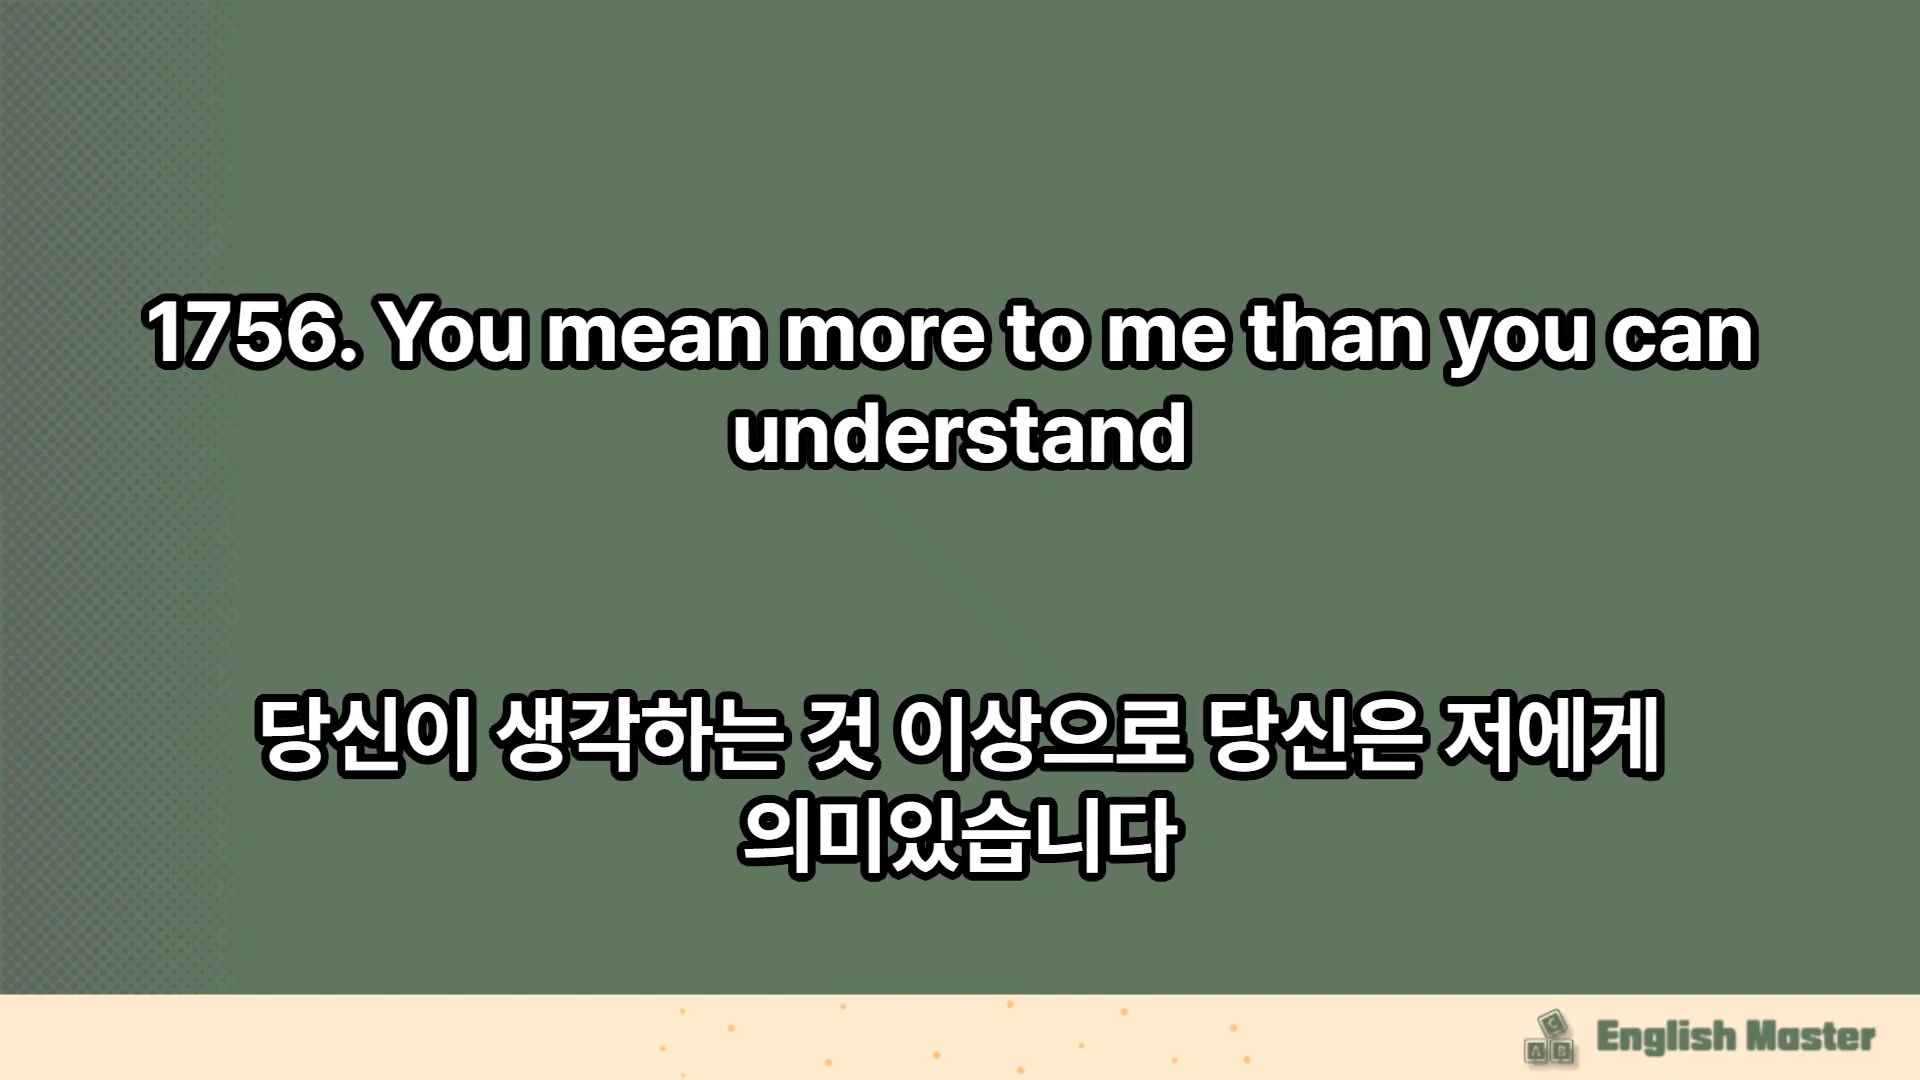 1756. You mean more to me than you can
understand
당신이 생각하는 것 이상으로 당신은 저에게
의미있습니다
C
A B
English Master